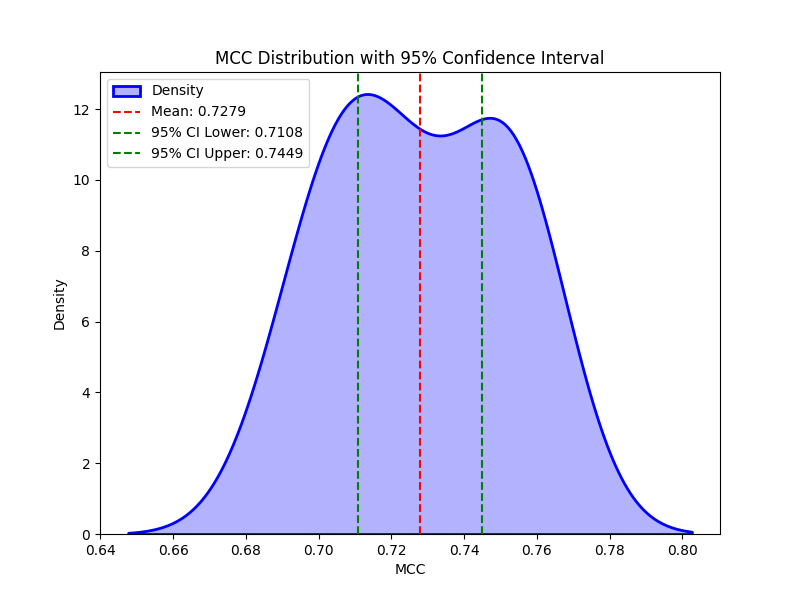 MCC Distribution with 95% Confidence Interval
Density
Mean: 0.7279
95% CI Lower: 0.7108
95% CI Upper: 0.7449
12
10
8
6
4
2
0
Density
0.64 0.66 0.68 0.70 0.72 0.74 0.76 0.78 0.80
MCC